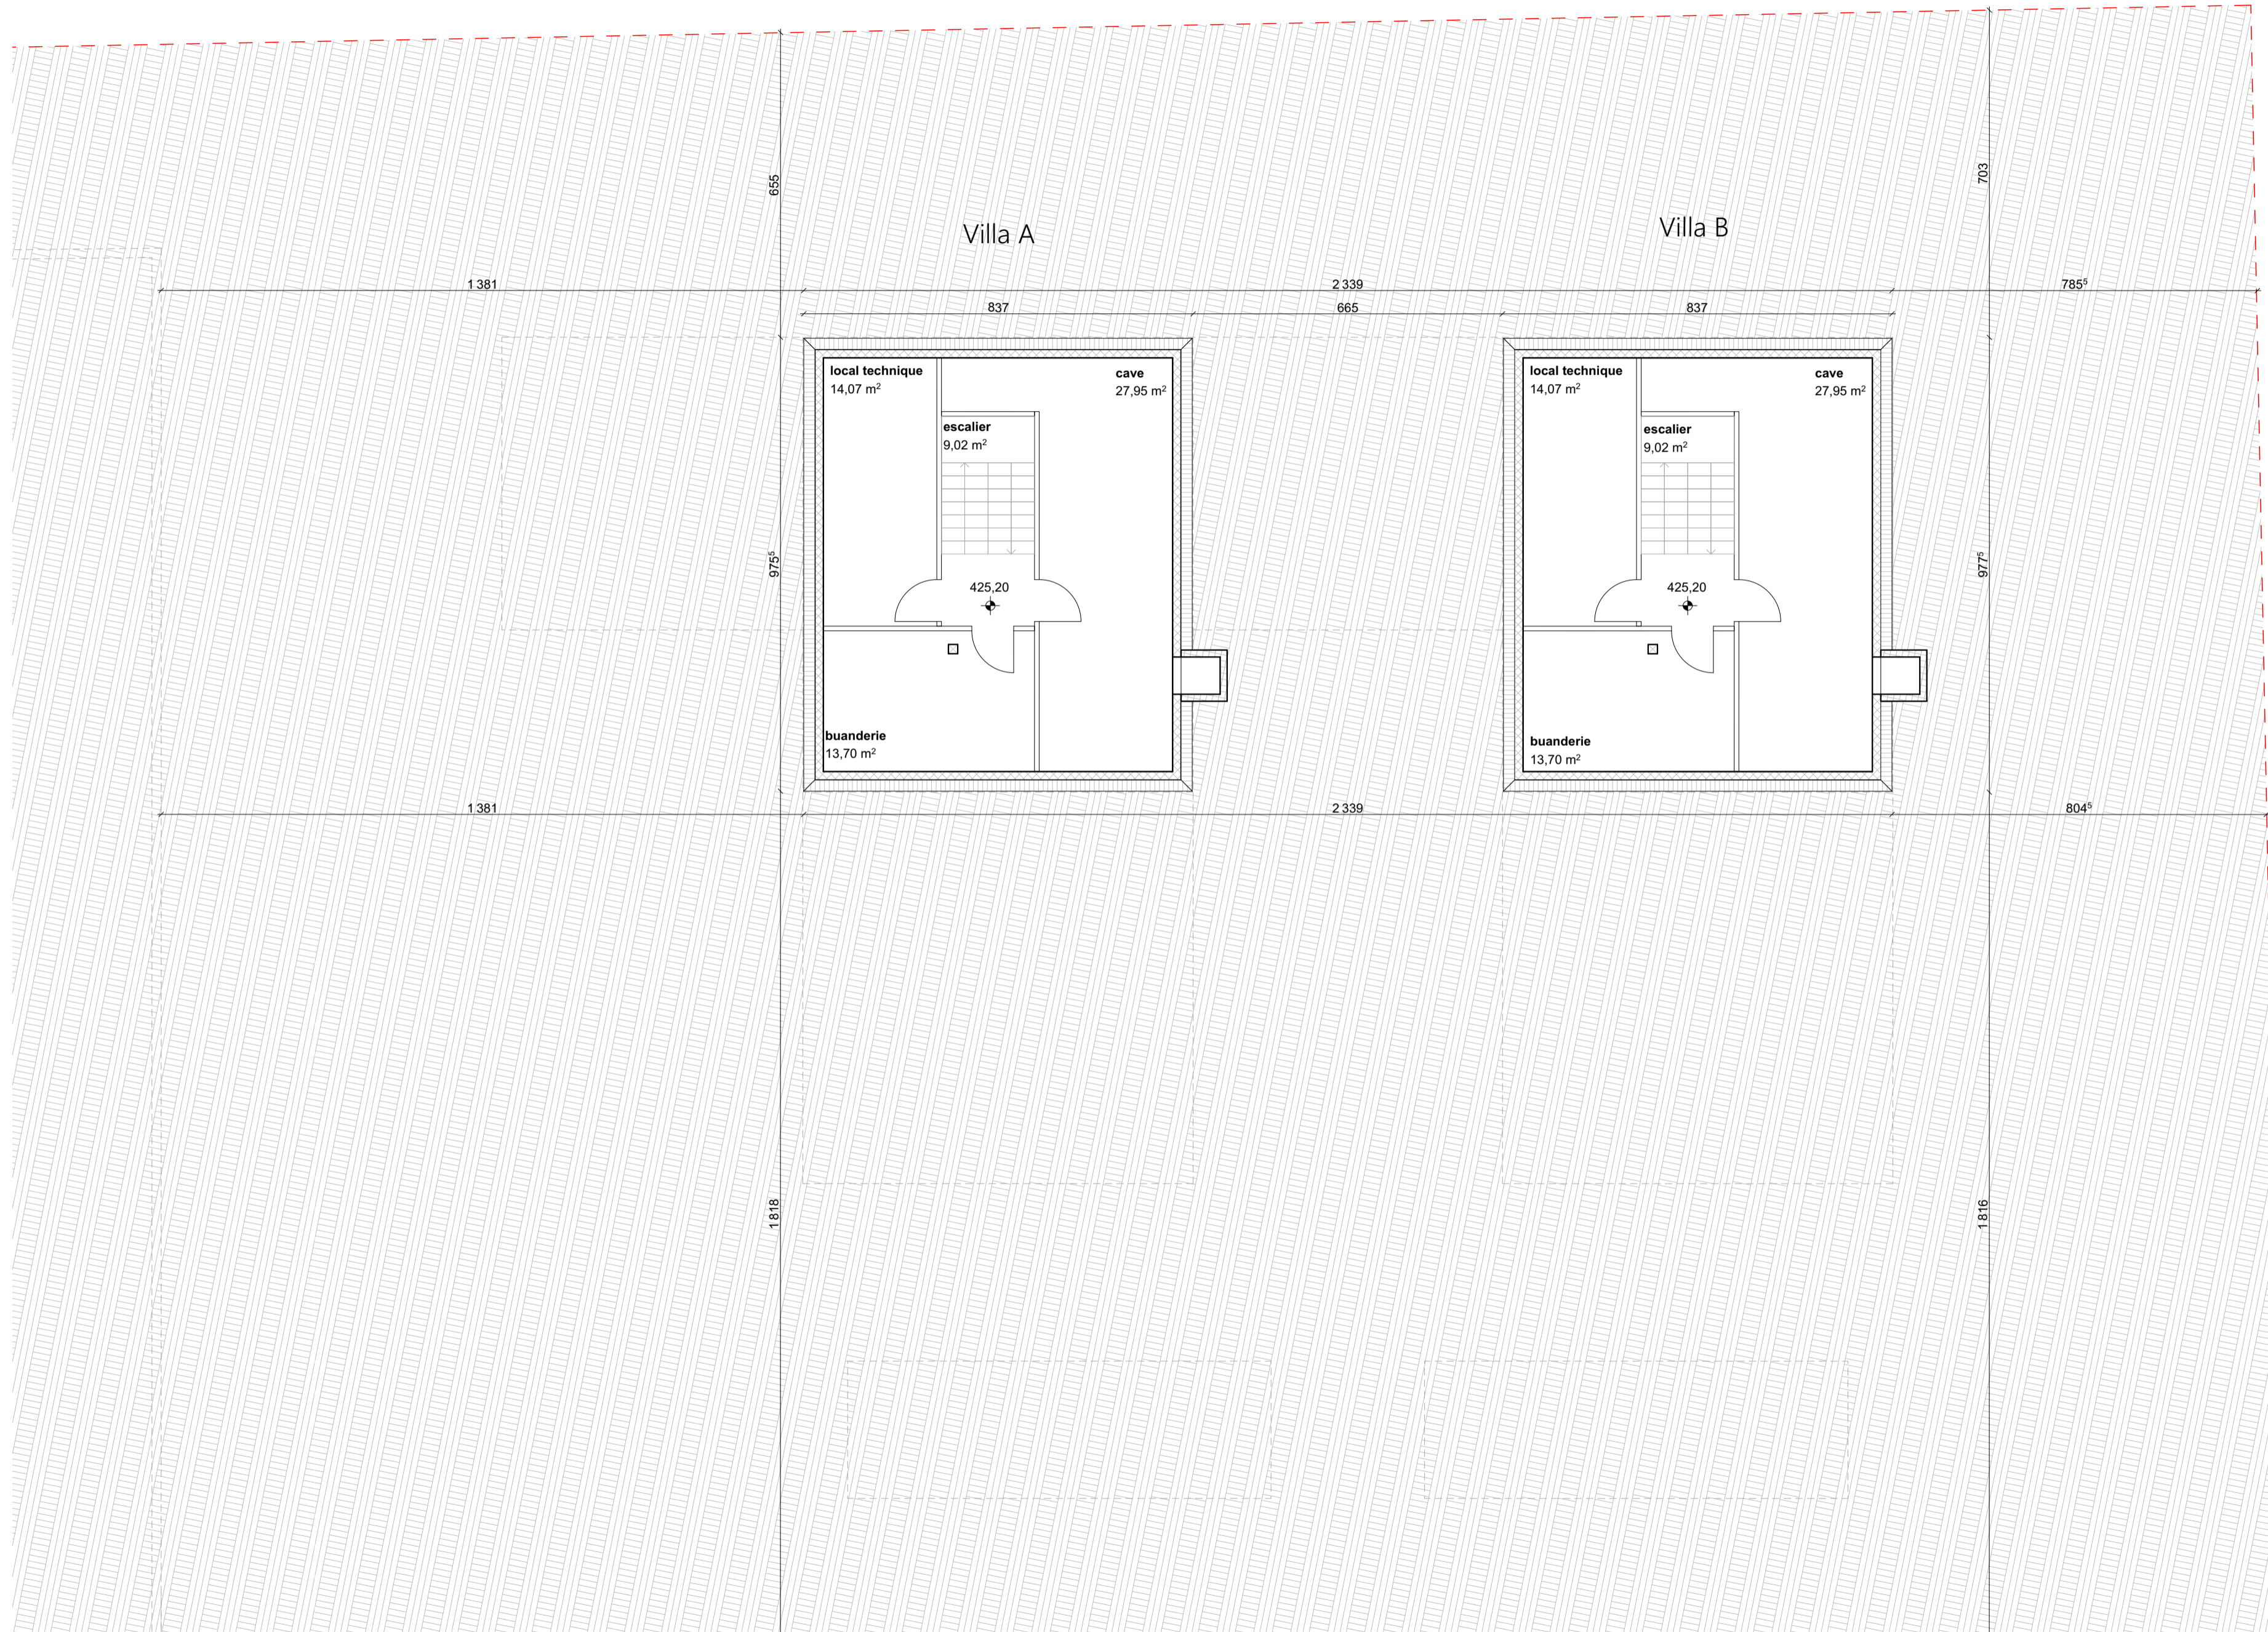 703
655
Villa A
Villa B
1 381
2 339
785⁵
837
665
837
local technique
14,07 m²
cave
27,95 m²
escalier
9,02 m²
425,20
buanderie
13,70 m²
local technique
14,07 m²
cave
27,95 m²
escalier
9,02 m²
425,20
buanderie
13,70 m²
975⁵
977⁵
1 381
2 339
804⁵
1 818
1 816